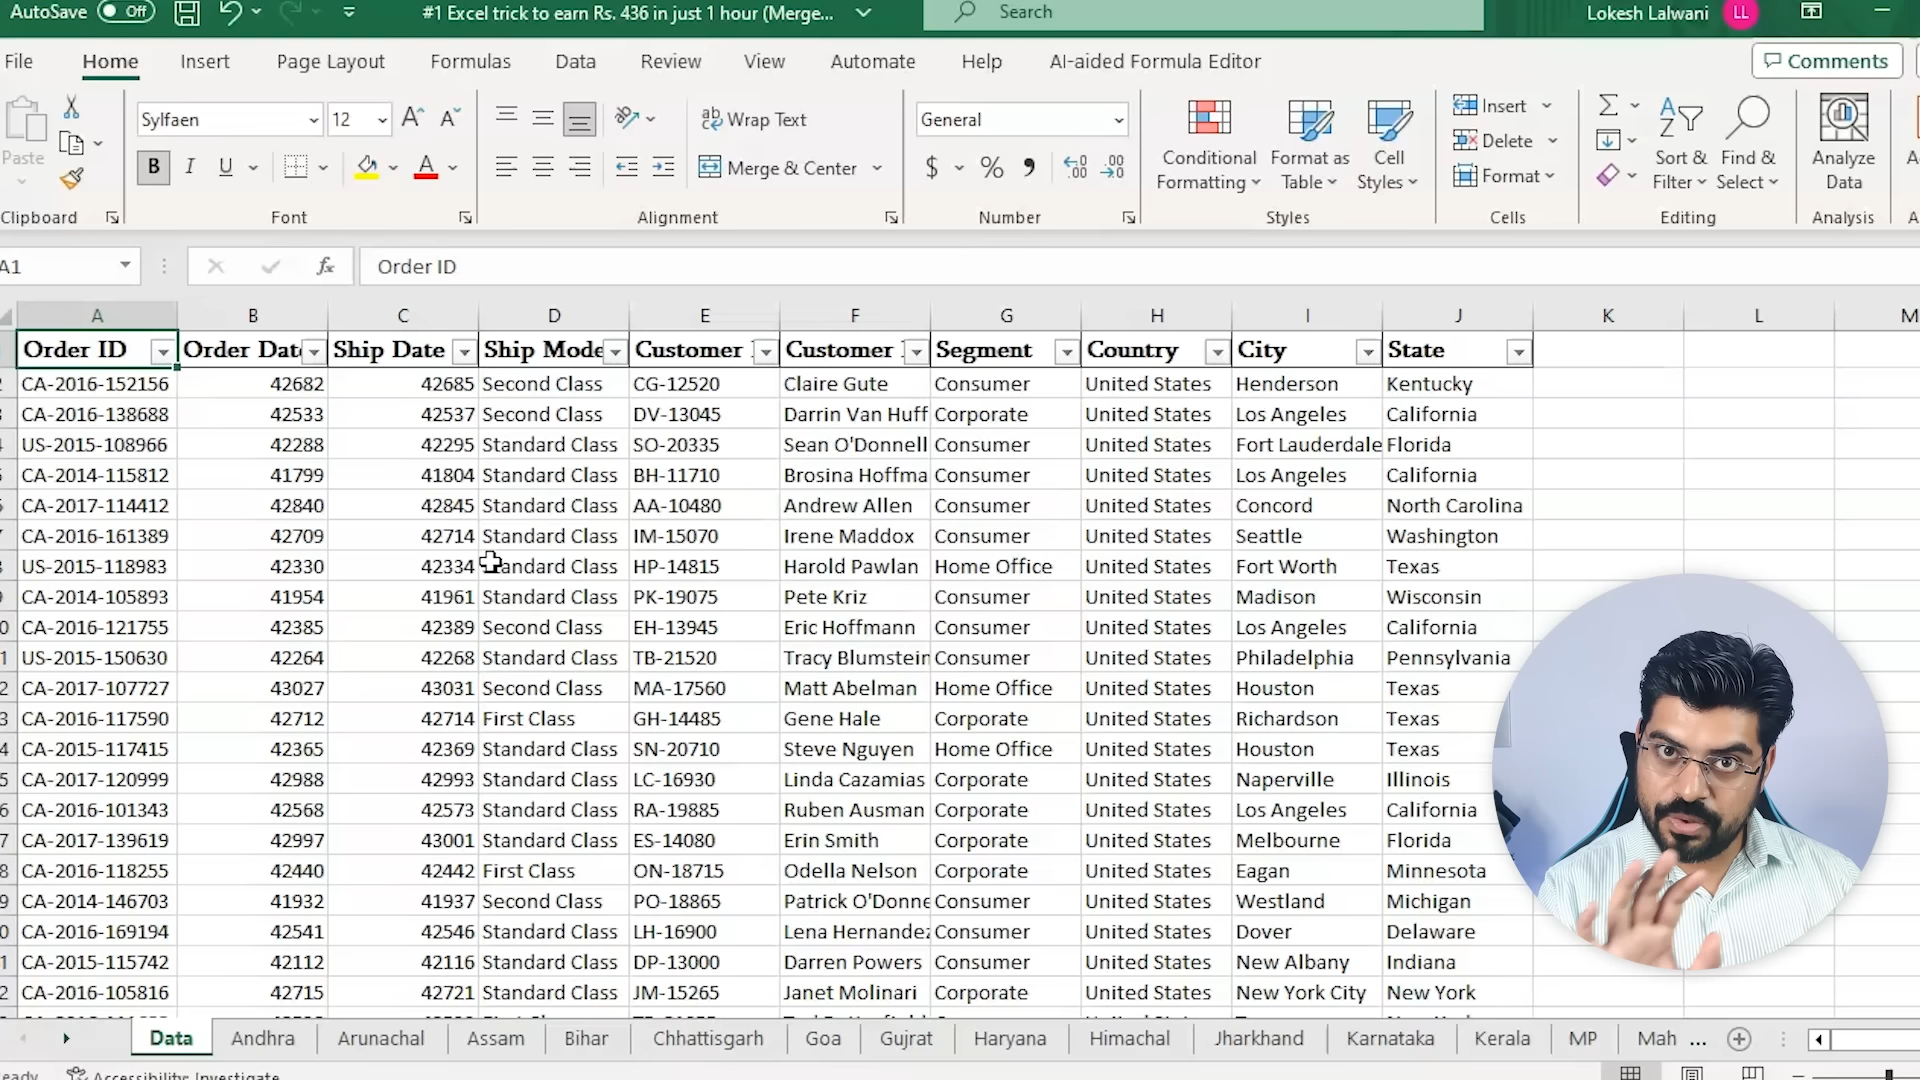 AutoSave Off #1 Excel trick to earn Rs. 436 in just 1 hour (Merge... Search Lokesh Lalwani LL
File Home Insert Page Layout Formulas Data Review View Automate Help AI-aided Formula Editor Comments
Paste Sylfaen 12 Wrap Text General Conditional Formatting Format as Table Cell Styles Insert Delete Format Sort & Filter Find & Select Analyze Data
B I U Merge & Center $ % 9
Clipboard Font Alignment Number Styles Cells Editing Analysis
A1 fx Order ID
A B C D E F G H I J K L M
Order ID Order Dat Ship Date Ship Mode Customer Customer Segment Country City State
CA-2016-152156 42682 42685 Second Class CG-12520 Claire Gute Consumer United States Henderson Kentucky
CA-2016-138688 42533 42537 Second Class DV-13045 Darrin Van Huff Corporate United States Los Angeles California
US-2015-108966 42288 42295 Standard Class SO-20335 Sean O'Donnell Consumer United States Fort Lauderdale Florida
CA-2014-115812 41799 41804 Standard Class BH-11710 Brosina Hoffma Consumer United States Los Angeles California
CA-2017-114412 42840 42845 Standard Class AA-10480 Andrew Allen Consumer United States Concord North Carolina
CA-2016-161389 42709 42714 Standard Class IM-15070 Irene Maddox Consumer United States Seattle Washington
US-2015-118983 42330 42334 andard Class HP-14815 Harold Pawlan Home Office United States Fort Worth Texas
CA-2014-105893 41954 41961 Standard Class PK-19075 Pete Kriz Consumer United States Madison Wisconsin
CA-2016-121755 42385 42389 Second Class EH-13945 Eric Hoffmann Consumer United States Los Angeles California
US-2015-150630 42264 42268 Standard Class TB-21520 Tracy Blumstein Consumer United States Philadelphia Pennsylvania
CA-2017-107727 43027 43031 Second Class MA-17560 Matt Abelman Home Office United States Houston Texas
CA-2016-117590 42712 42714 First Class GH-14485 Gene Hale Corporate United States Richardson Texas
CA-2015-117415 42365 42369 Standard Class SN-20710 Steve Nguyen Home Office United States Houston Texas
CA-2017-120999 42988 42993 Standard Class LC-16930 Linda Cazamias Corporate United States Naperville Illinois
CA-2016-101343 42568 42573 Standard Class RA-19885 Ruben Ausman Corporate United States Los Angeles California
CA-2017-139619 42997 43001 Standard Class ES-14080 Erin Smith Corporate United States Melbourne Florida
CA-2016-118255 42440 42442 First Class ON-18715 Odella Nelson Corporate United States Eagan Minnesota
CA-2014-146703 41932 41937 Second Class PO-18865 Patrick O'Donne Consumer United States Westland Michigan
CA-2016-169194 42541 42546 Standard Class LH-16900 Lena Hernandez Consumer United States Dover Delaware
CA-2015-115742 42112 42116 Standard Class DP-13000 Darren Powers Consumer United States New Albany Indiana
CA-2016-105816 42715 42721 Standard Class JM-15265 Janet Molinari Corporate United States New York City New York
Data Andhra Arunachal Assam Bihar Chhattisgarh Goa Gujrat Haryana Himachal Jharkhand Karnataka Kerala MP Mah ...
eady Accessibility: Investigate